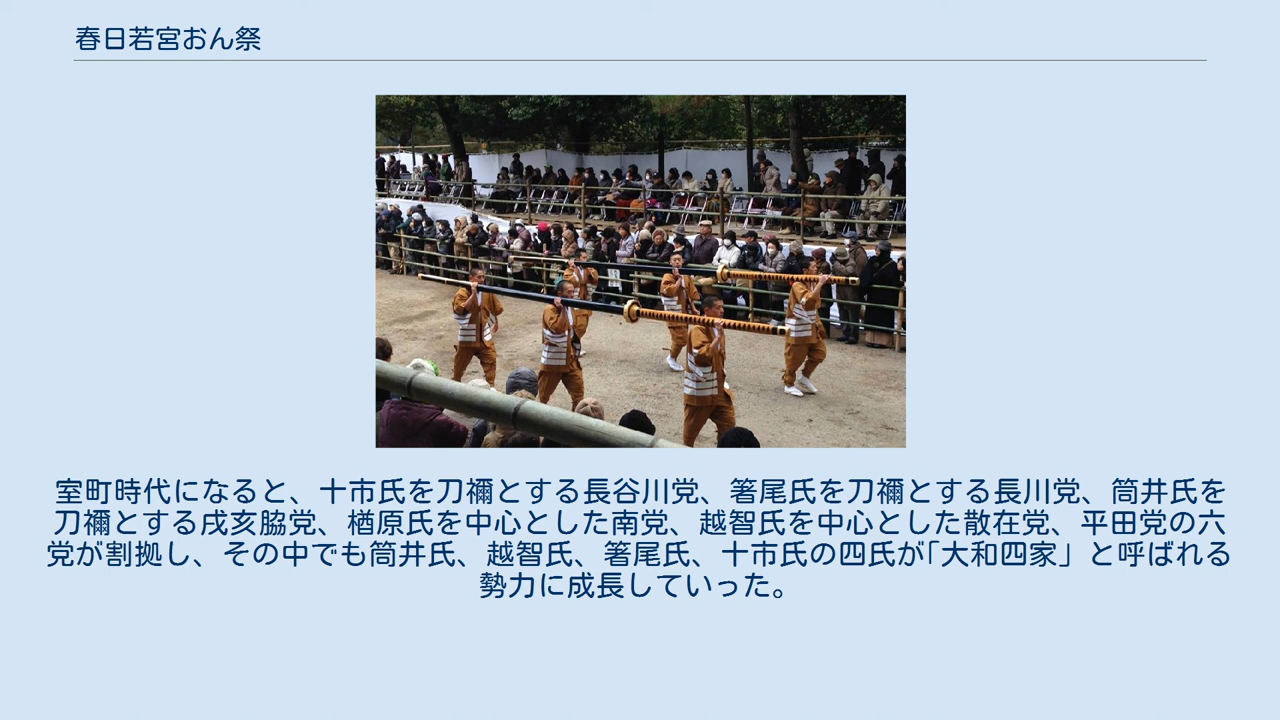 春日若宮おん祭
室町時代になると、十市氏を刀禰とする長谷川党、箸尾氏を刀禰とする長川党、筒井氏を
刀禰とする戌亥脇党、楢原氏を中心とした南党、越智氏を中心とした散在党、平田党の六
党が割拠し、その中でも筒井氏、越智氏、箸尾氏、十市氏の四氏が「大和四家」と呼ばれる
勢力に成長していった。